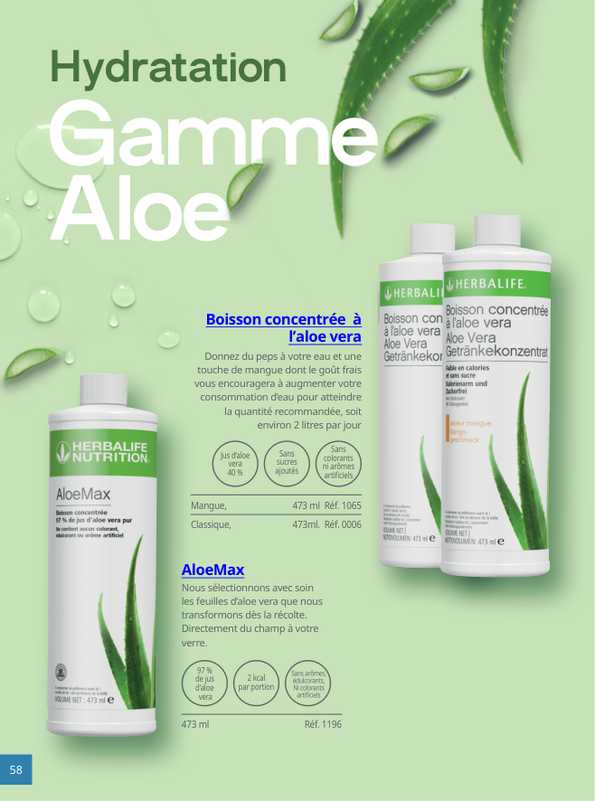 Hydratation
Gamme
Aloe
Boisson concentrée à
l'aloe vera
Donnez du peps à votre eau et une
touche de mangue dont le goût frais
vous encouragera à augmenter votre
consommation d'eau pour atteindre
la quantité recommandée, soit
environ 2 litres par jour
Jus d'aloe
vera
40 %
Sans
sucres
ajoutés
Sans
colorants
ni arômes
artificiels
Mangue, 473 ml Réf. 1065
Classique, 473ml. Réf. 0006
HERBALI
Boisson con
à l'aloe vera
Aloe Vera
Getränkekon
HERBALIFE
Boisson concentrée
à l'aloe vera
Aloe Vera
Getränkekonzentrat
Faible en calories
et sans sucre
Kalorienarm und
Zuckerfrei
saveur mangue
Mango-
geschmack
VOLUME NET /
NETTOVOLUMEN: 473 ml e
VOLUME NET /
NETTOVOLUMEN: 473 ml e
HERBALIFE
NUTRITION
AloeMax
Boisson concentrée
97 % de jus d'aloe vera pur
Ne contient aucun colorant,
édulcorant ou arôme artificiel
VOLUME NET : 473 ml e
AloeMax
Nous sélectionnons avec soin
les feuilles d'aloe vera que nous
transformons dès la récolte.
Directement du champ à votre
verre.
97 %
de jus
d'aloe
vera
2 kcal
par portion
Sans arômes,
édulcorants,
Ni colorants
artificiels
473 ml Réf. 1196
58